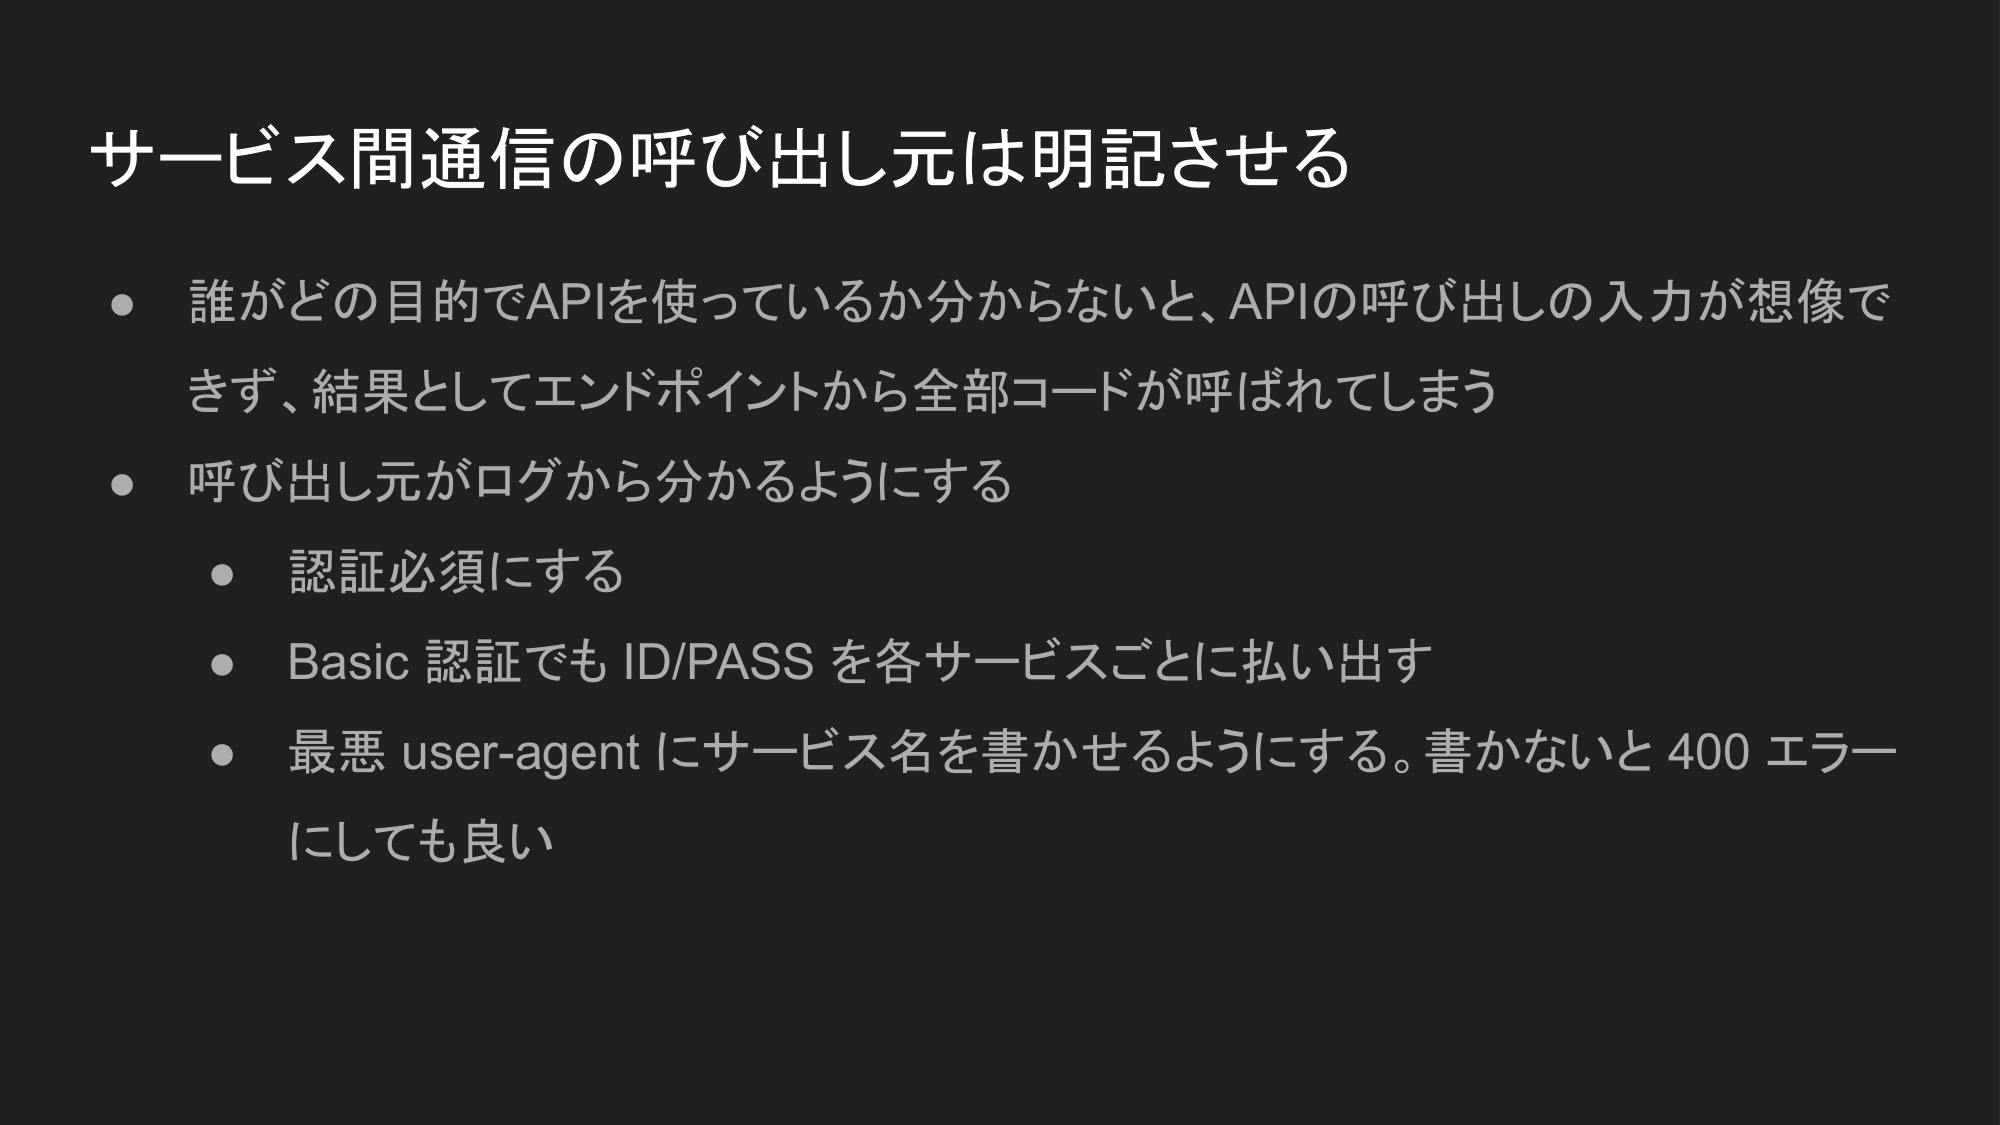 サービス間通信の呼び出し元は明記させる
● 誰がどの目的でAPIを使っているか分からないと、APIの呼び出しの入力が想像で
きず、結果としてエンドポイントから全部コードが呼ばれてしまう
● 呼び出し元がログから分かるようにする
● 認証必須にする
● Basic 認証でも ID/PASS を各サービスごとに払い出す
● 最悪 user-agent にサービス名を書かせるようにする。書かないと 400 エラー
にしても良い